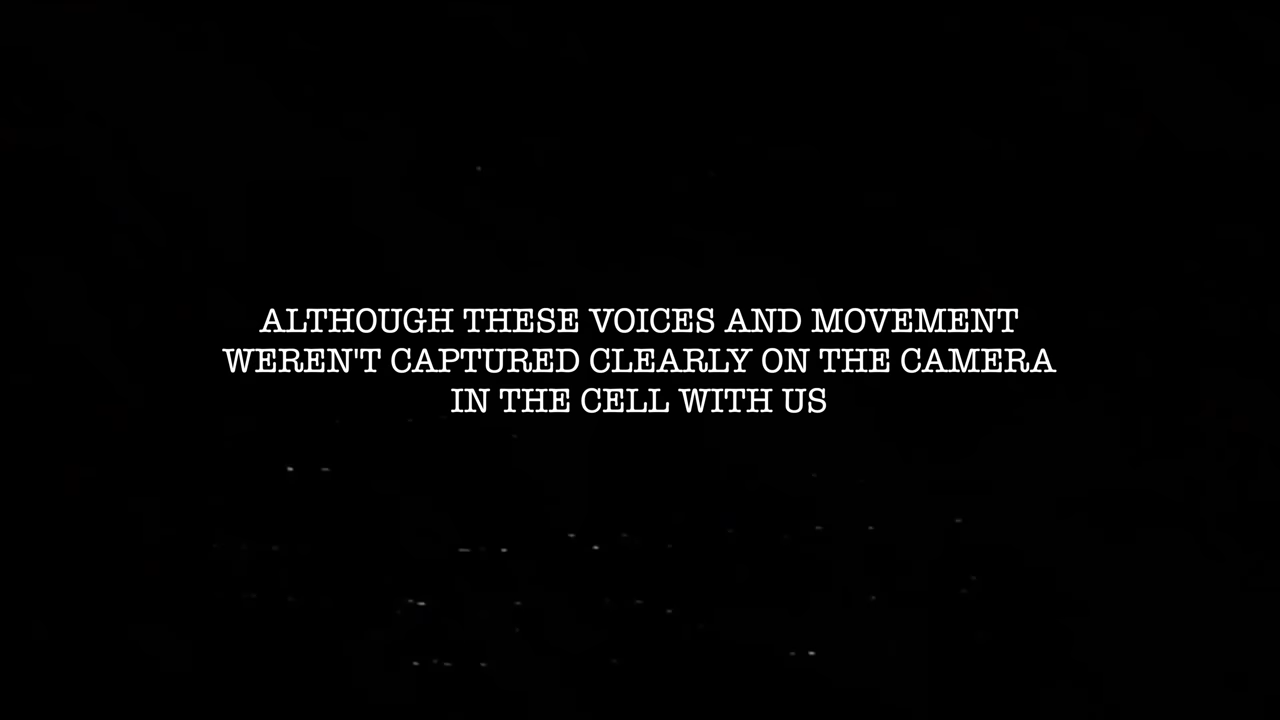 ALTHOUGH THESE VOICES AND MOVEMENT
WEREN'T CAPTURED CLEARLY ON THE CAMERA
IN THE CELL WITH US